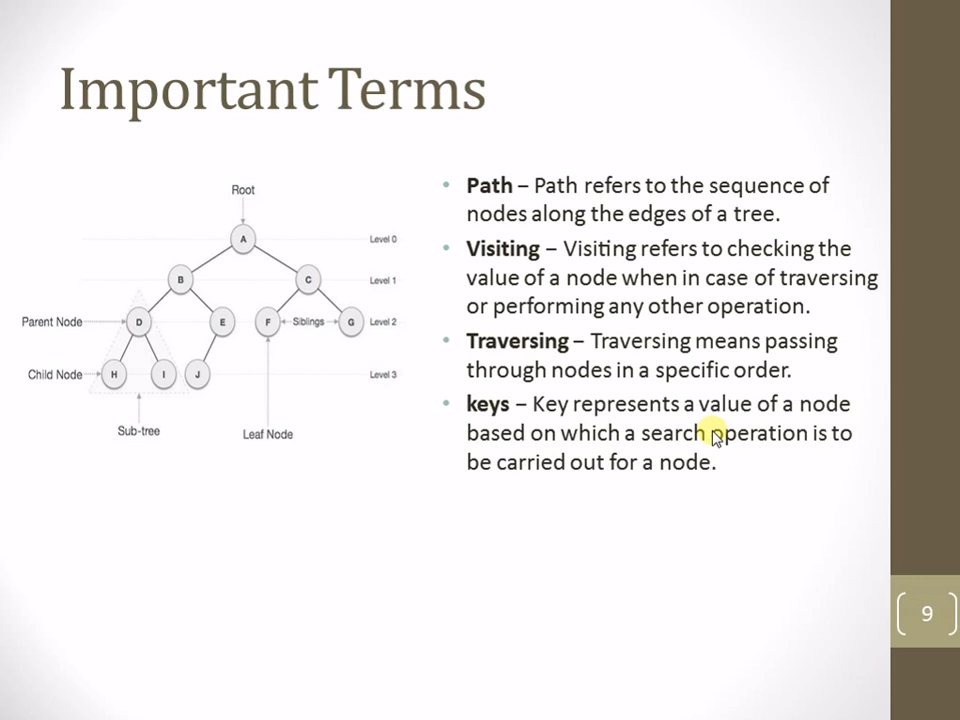 Important Terms
Root
A
Level 0
B
C
Level 1
Parent Node
D
E
F
Siblings
G
Level 2
Child Node
H
I
J
Level 3
Sub-tree
Leaf Node
• Path – Path refers to the sequence of
nodes along the edges of a tree.
• Visiting – Visiting refers to checking the
value of a node when in case of traversing
or performing any other operation.
• Traversing – Traversing means passing
through nodes in a specific order.
• keys – Key represents a value of a node
based on which a search operation is to
be carried out for a node.
9